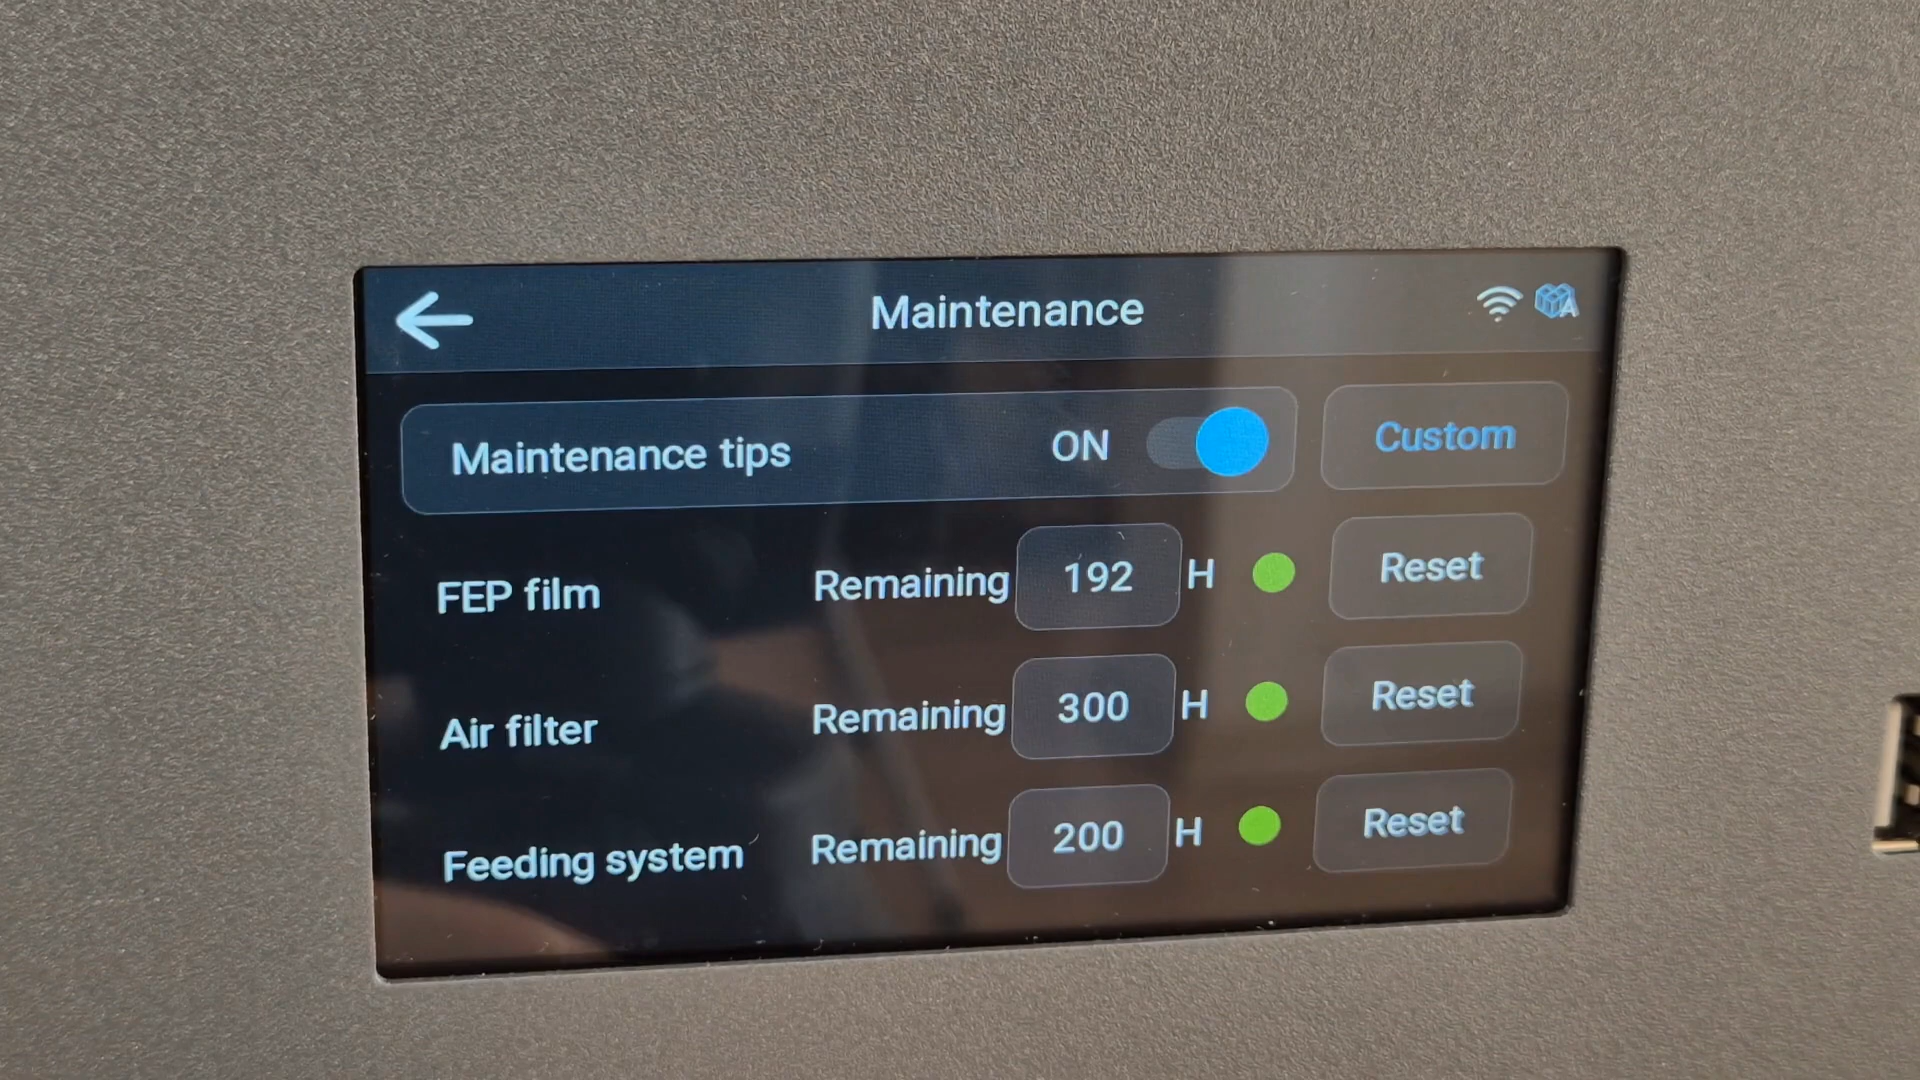 Maintenance
Maintenance tips ON Custom
FEP film Remaining 192 H Reset
Air filter Remaining 300 H Reset
Feeding system Remaining 200 H Reset